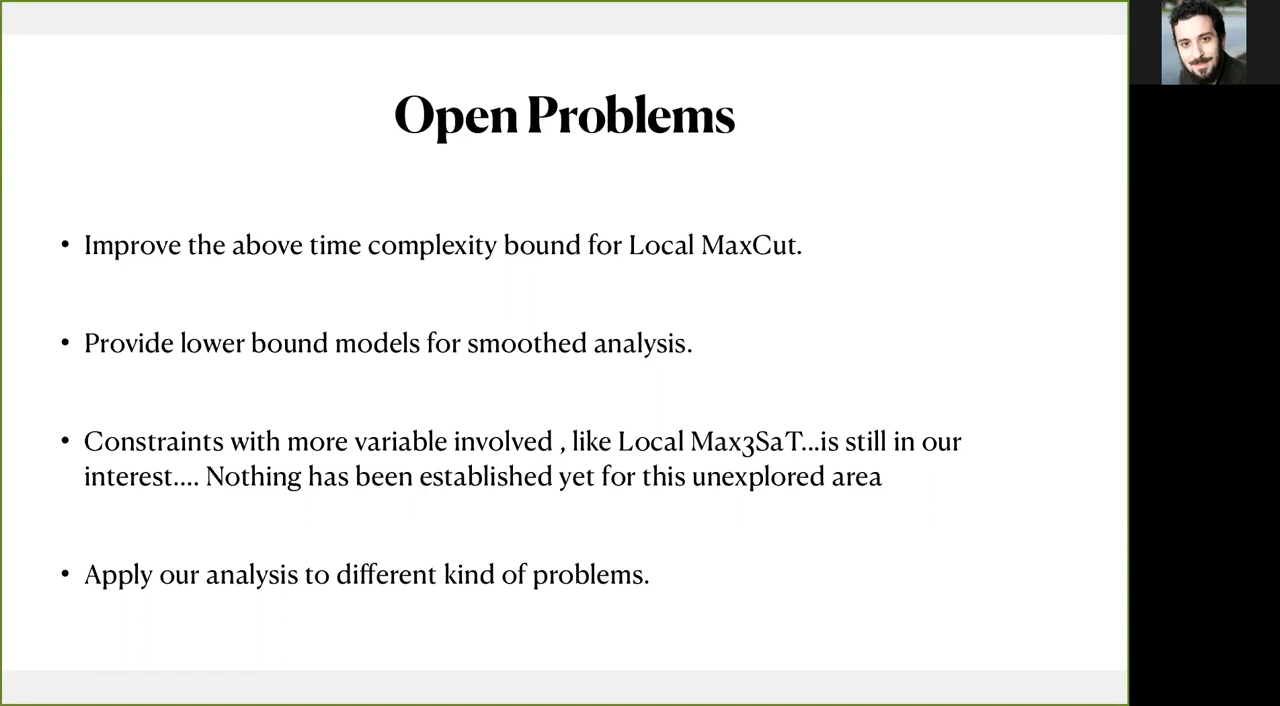 Open Problems
• Improve the above time complexity bound for Local MaxCut.
• Provide lower bound models for smoothed analysis.
• Constraints with more variable involved , like Local Max3SaT...is still in our
interest.... Nothing has been established yet for this unexplored area
• Apply our analysis to different kind of problems.